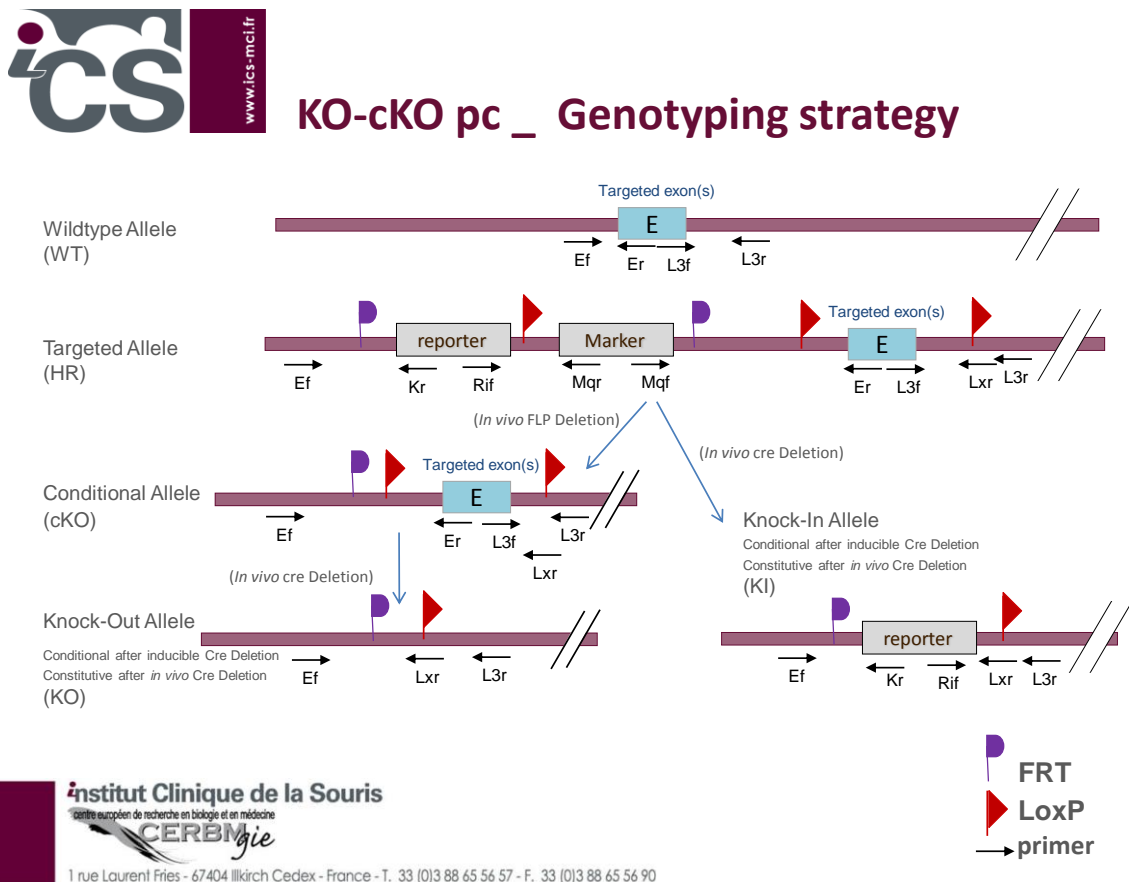 iCS
www.ics-mci.fr
KO-cKO pc _ Genotyping strategy
Targeted exon(s)
Wildtype Allele
(WT)
E
Ef
Er
L3f
L3r
Targeted exon(s)
Targeted Allele
(HR)
reporter
Marker
E
Ef
Kr
Rif
Mqr
Mqf
Er
L3f
Lxr
L3r
(In vivo FLP Deletion)
(In vivo cre Deletion)
Targeted exon(s)
Conditional Allele
(cKO)
E
Ef
Er
L3f
L3r
Lxr
Knock-In Allele
Conditional after inducible Cre Deletion
Constitutive after in vivo Cre Deletion
(KI)
(In vivo cre Deletion)
Knock-Out Allele
Conditional after inducible Cre Deletion
Constitutive after in vivo Cre Deletion
(KO)
Ef
Lxr
L3r
reporter
Ef
Kr
Rif
Lxr
L3r
FRT
LoxP
primer
institut Clinique de la Souris
centre européen de recherche en biologie et en médecine
CERBMgie
1 rue Laurent Fries - 67404 Illkirch Cedex - France - T. 33 (0)3 88 65 56 57 - F. 33 (0)3 88 65 56 90